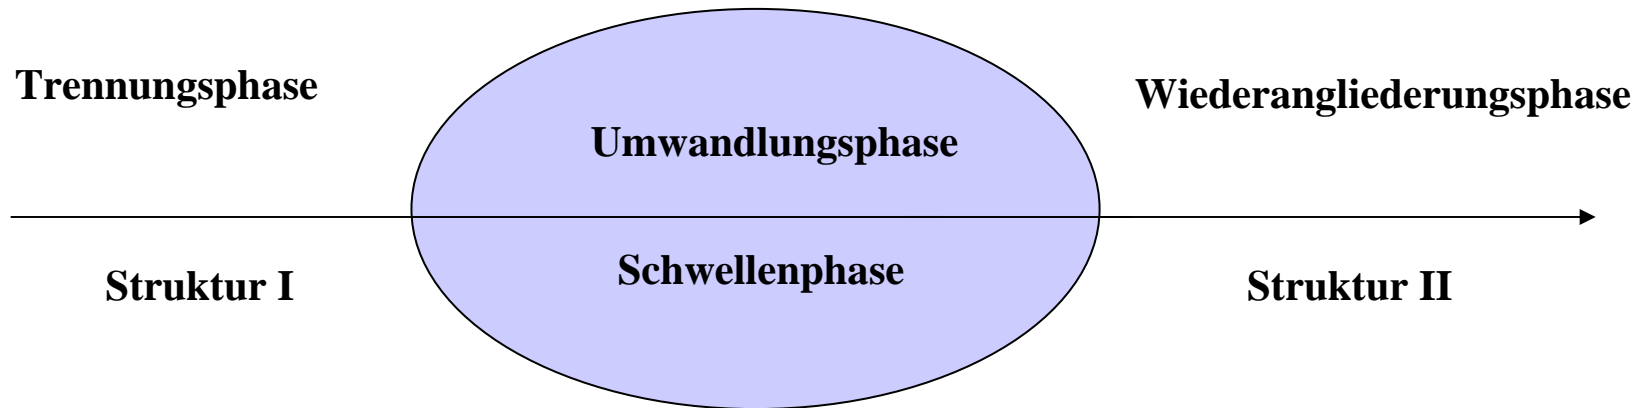 Trennungsphase
Wiederangliederungsphase
Umwandlungsphase
Schwellenphase
Struktur I
Struktur II